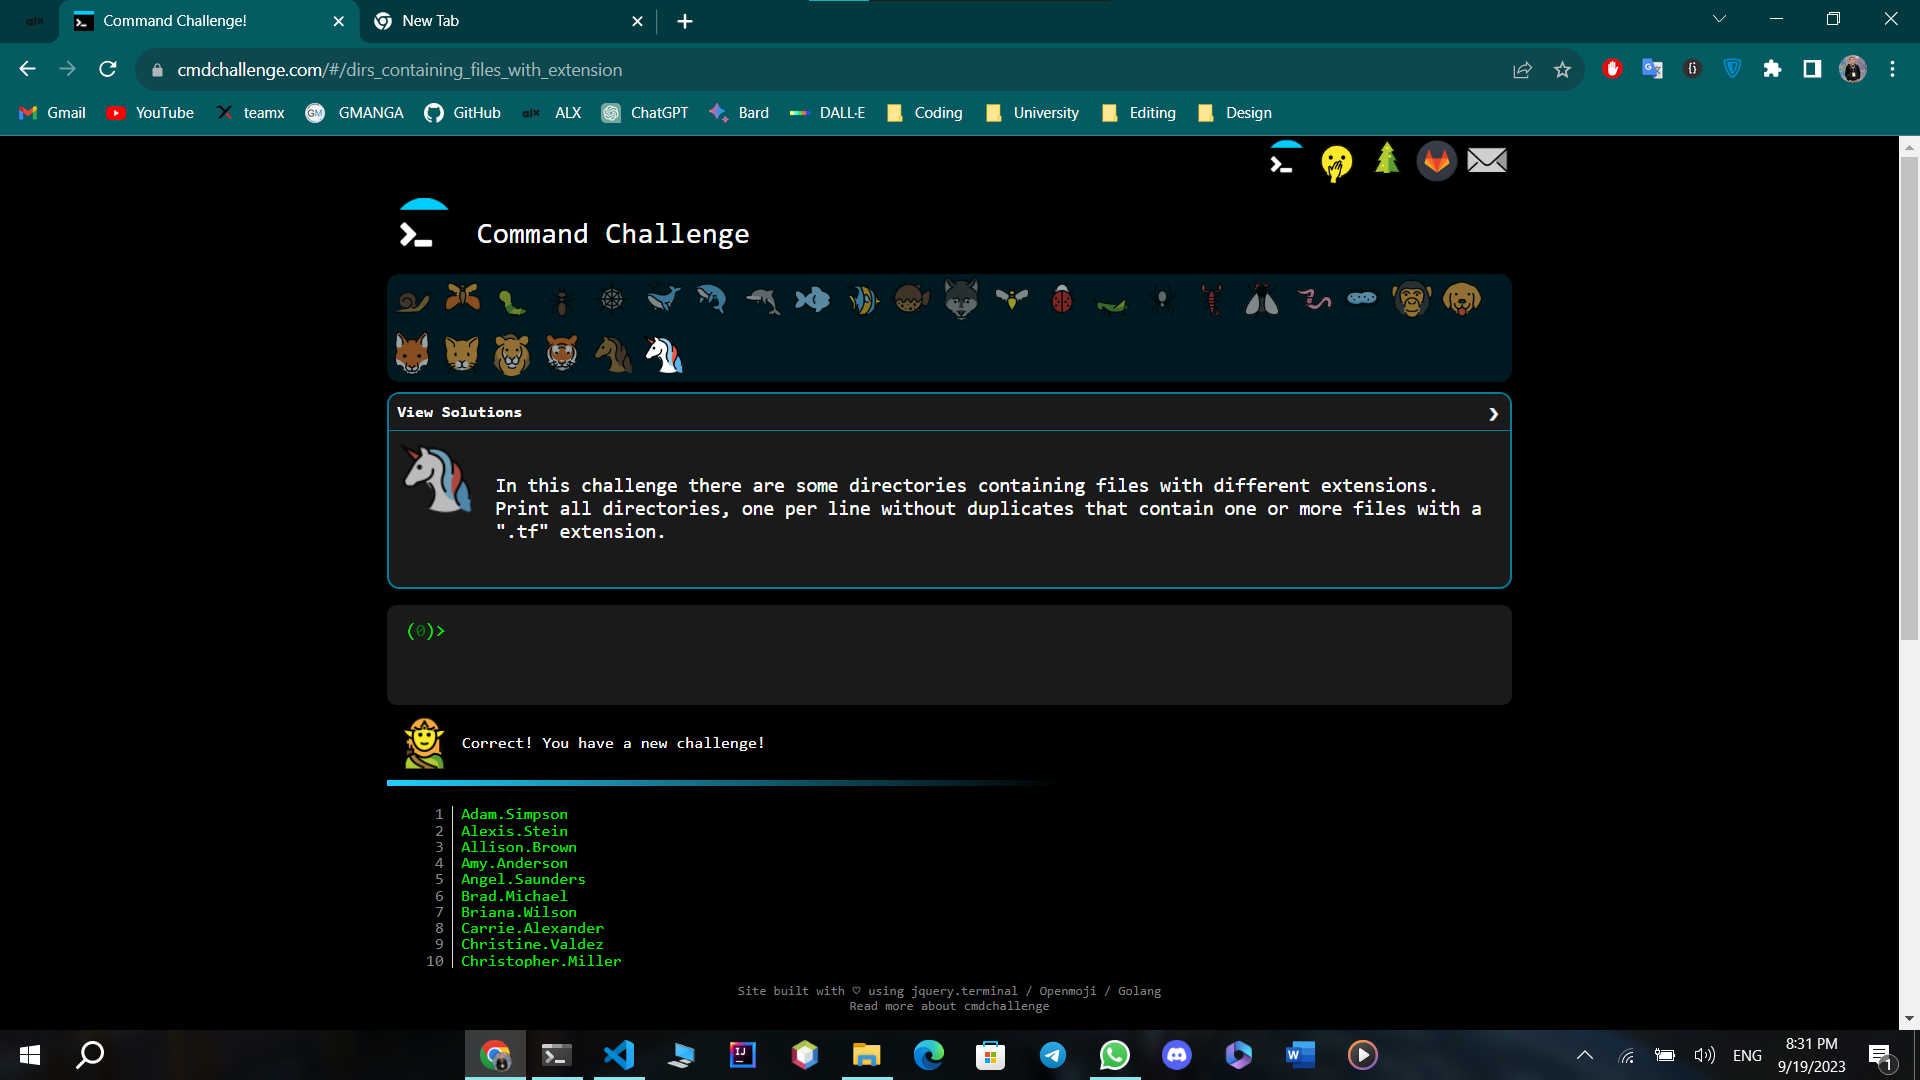 alx
Command Challenge!
New Tab
cmdchallenge.com/#/dirs_containing_files_with_extension
Gmail
YouTube
teamx
GM
GMANGA
GitHub
alx
ALX
ChatGPT
Bard
DALL·E
Coding
University
Editing
Design
Command Challenge
View Solutions
In this challenge there are some directories containing files with different extensions.
Print all directories, one per line without duplicates that contain one or more files with a
".tf" extension.
(0)>
Correct! You have a new challenge!
1 Adam.Simpson
2 Alexis.Stein
3 Allison.Brown
4 Amy.Anderson
5 Angel.Saunders
6 Brad.Michael
7 Briana.Wilson
8 Carrie.Alexander
9 Christine.Valdez
10 Christopher.Miller
Site built with ♡ using jquery.terminal / Openmoji / Golang
Read more about cmdchallenge
ENG
8:31 PM
9/19/2023
1